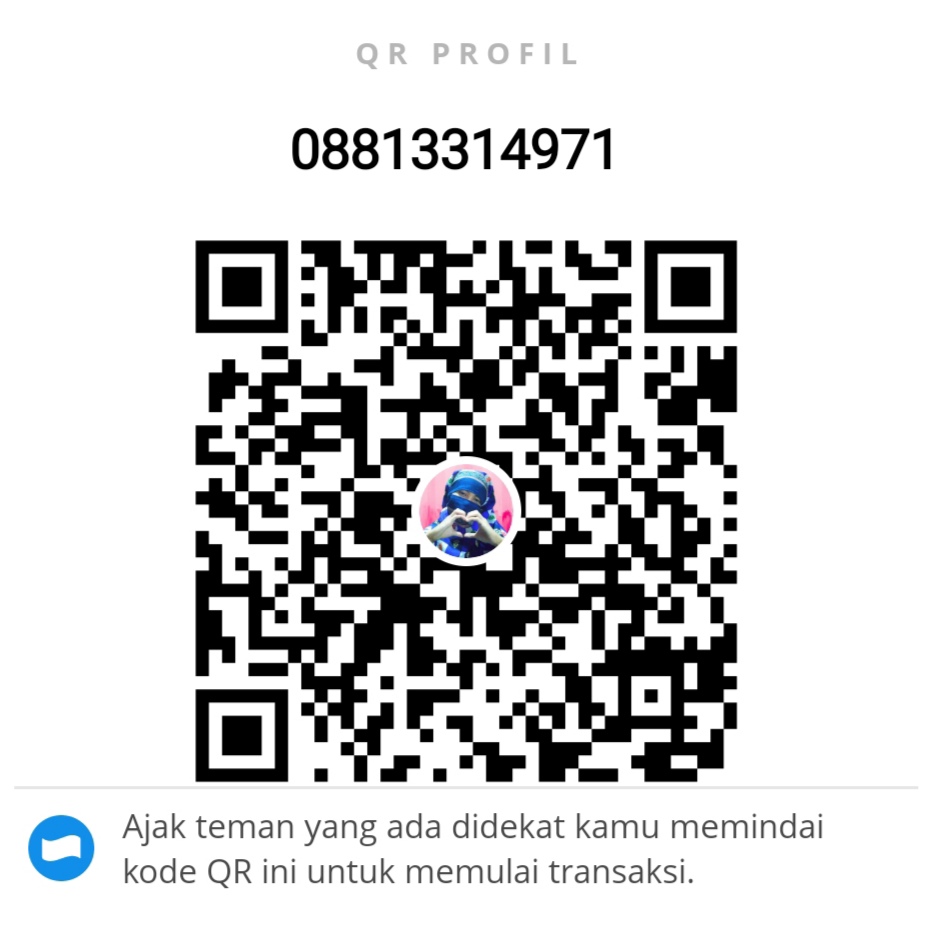 QR PROFIL
08813314971
Ajak teman yang ada didekat kamu memindai
kode QR ini untuk memulai transaksi.